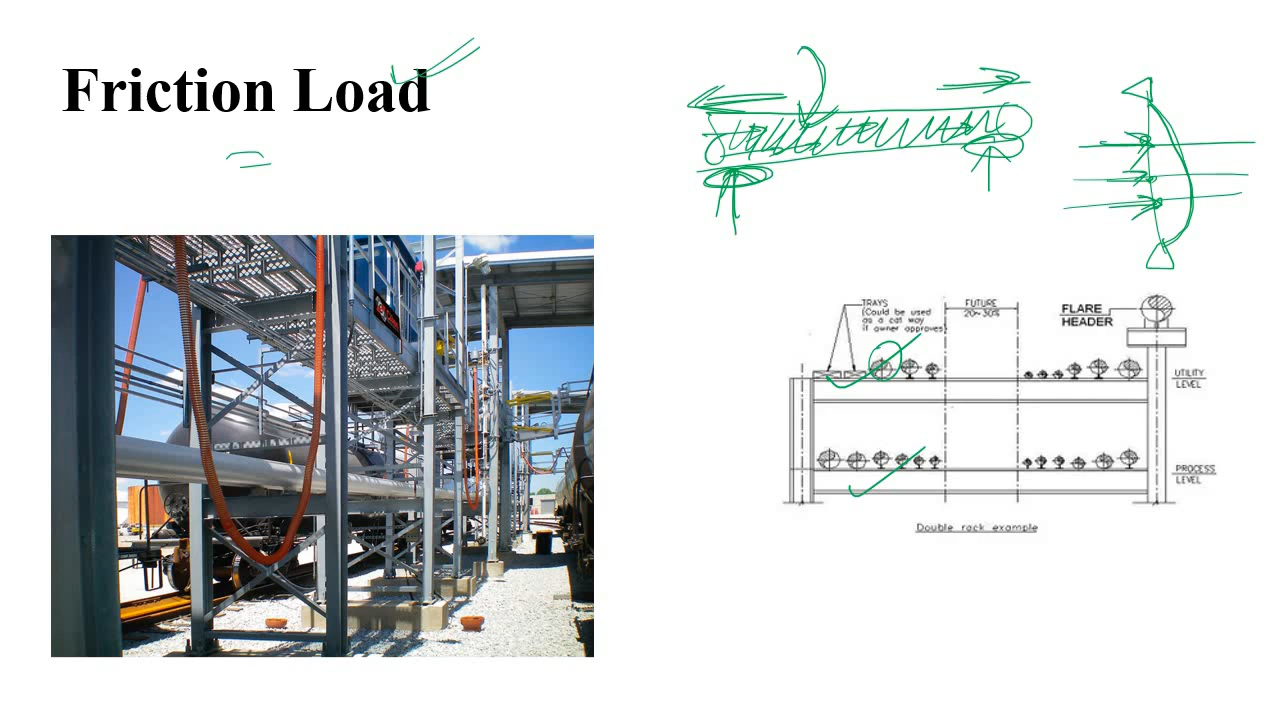 Friction Load
TRAYS
(Could be used
as a cat way
if owner approves)
FUTURE
20~30%
FLARE
HEADER
UTILITY
LEVEL
PROCESS
LEVEL
Double rack example